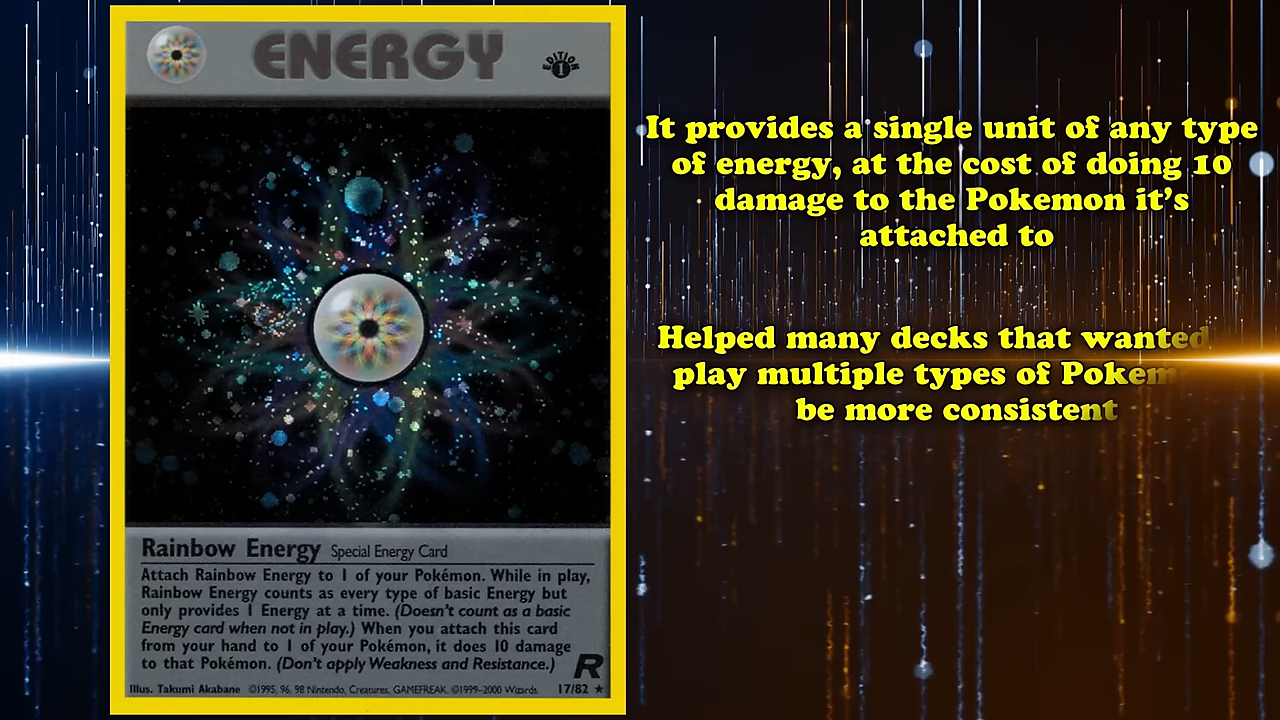 ENERGY
EDITION
1
Rainbow Energy Special Energy Card
Attach Rainbow Energy to 1 of your Pokémon. While in play,
Rainbow Energy counts as every type of basic Energy but
only provides 1 Energy at a time. (Doesn't count as a basic
Energy card when not in play.) When you attach this card
from your hand to 1 of your Pokémon, it does 10 damage
to that Pokémon. (Don't apply Weakness and Resistance.)
R
Illus. Takumi Akabane ©1995, 96, 98 Nintendo, Creatures, GAMEFREAK. ©1999-2000 Wizards. 17/82 ★
It provides a single unit of any type
of energy, at the cost of doing 10
damage to the Pokemon it's
attached to
Helped many decks that wanted
play multiple types of Pokem
be more consistent